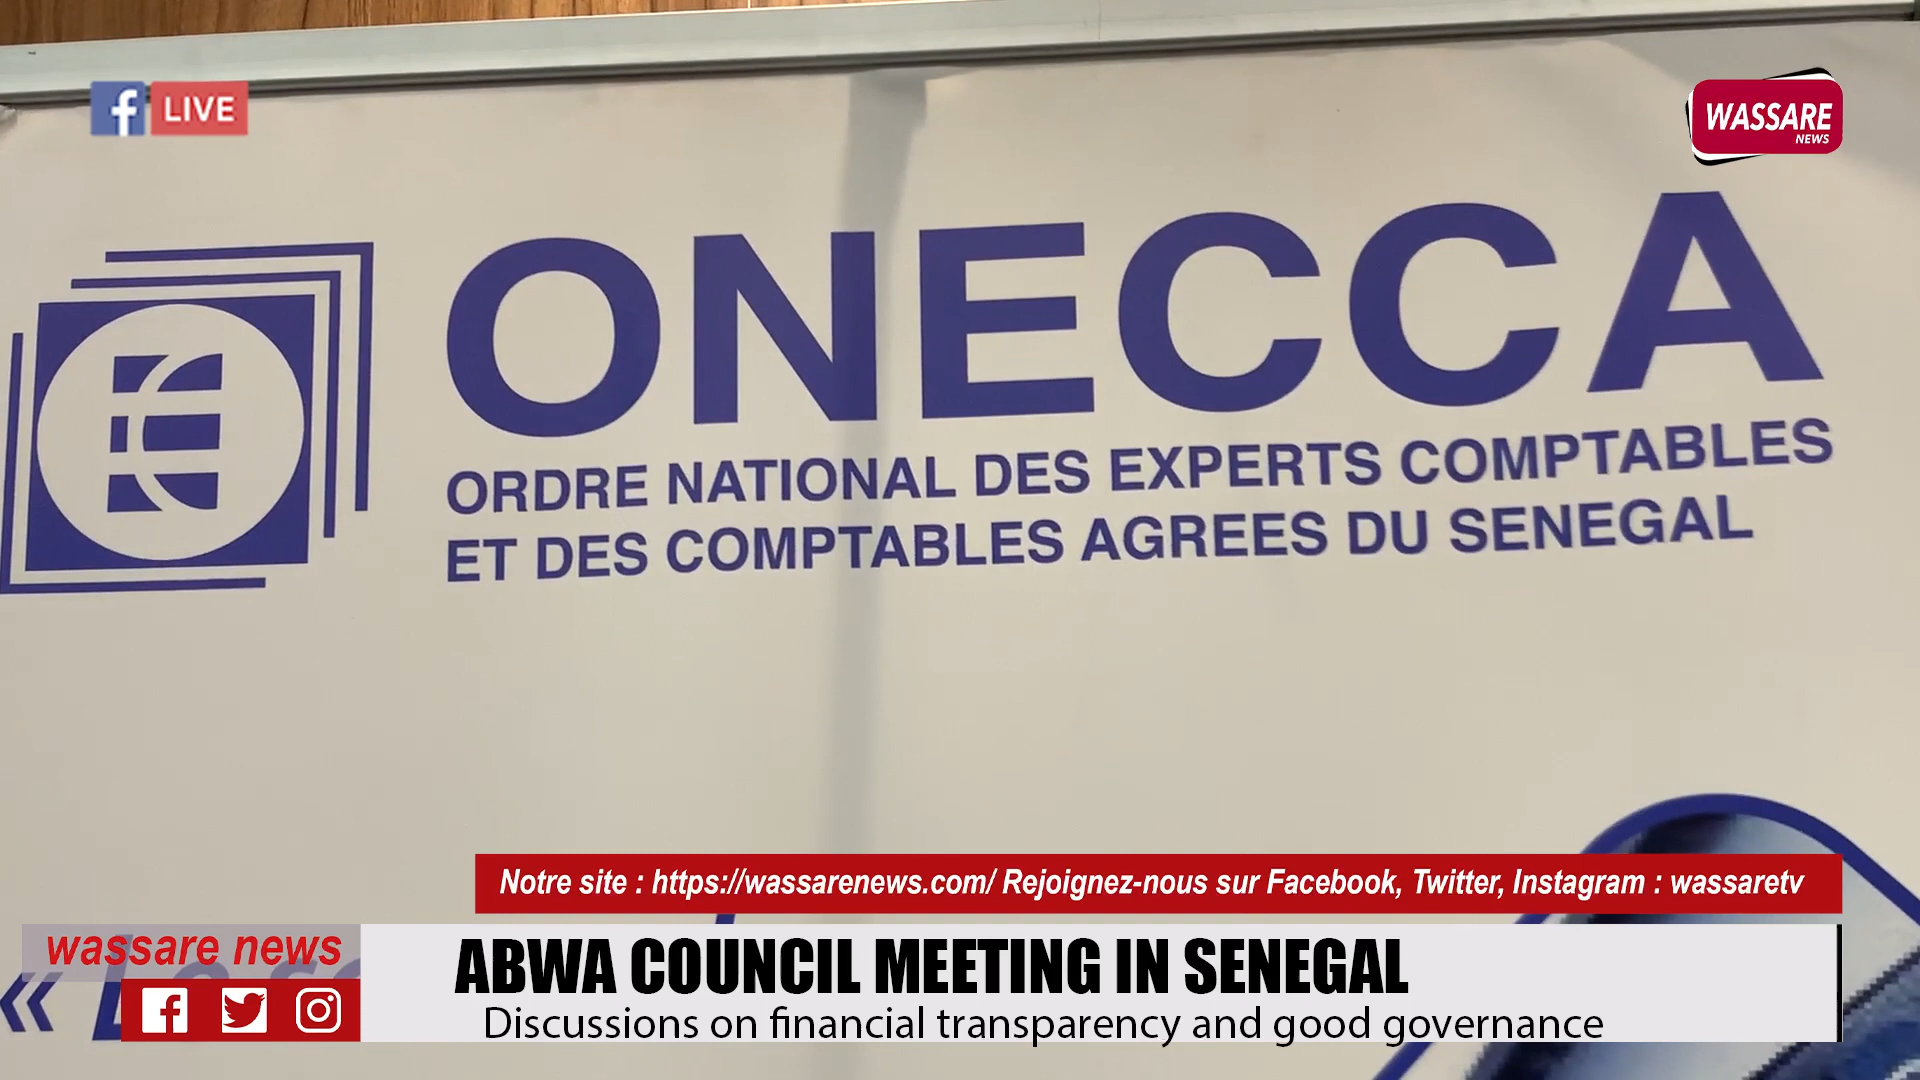 f LIVE
WASSARE
NEWS
ONECCA
ORDRE NATIONAL DES EXPERTS COMPTABLES
ET DES COMPTABLES AGREES DU SENEGAL
Notre site : https://wassarenews.com/ Rejoignez-nous sur Facebook, Twitter, Instagram : wassaretv
wassare news
ABWA COUNCIL MEETING IN SENEGAL
Discussions on financial transparency and good governance